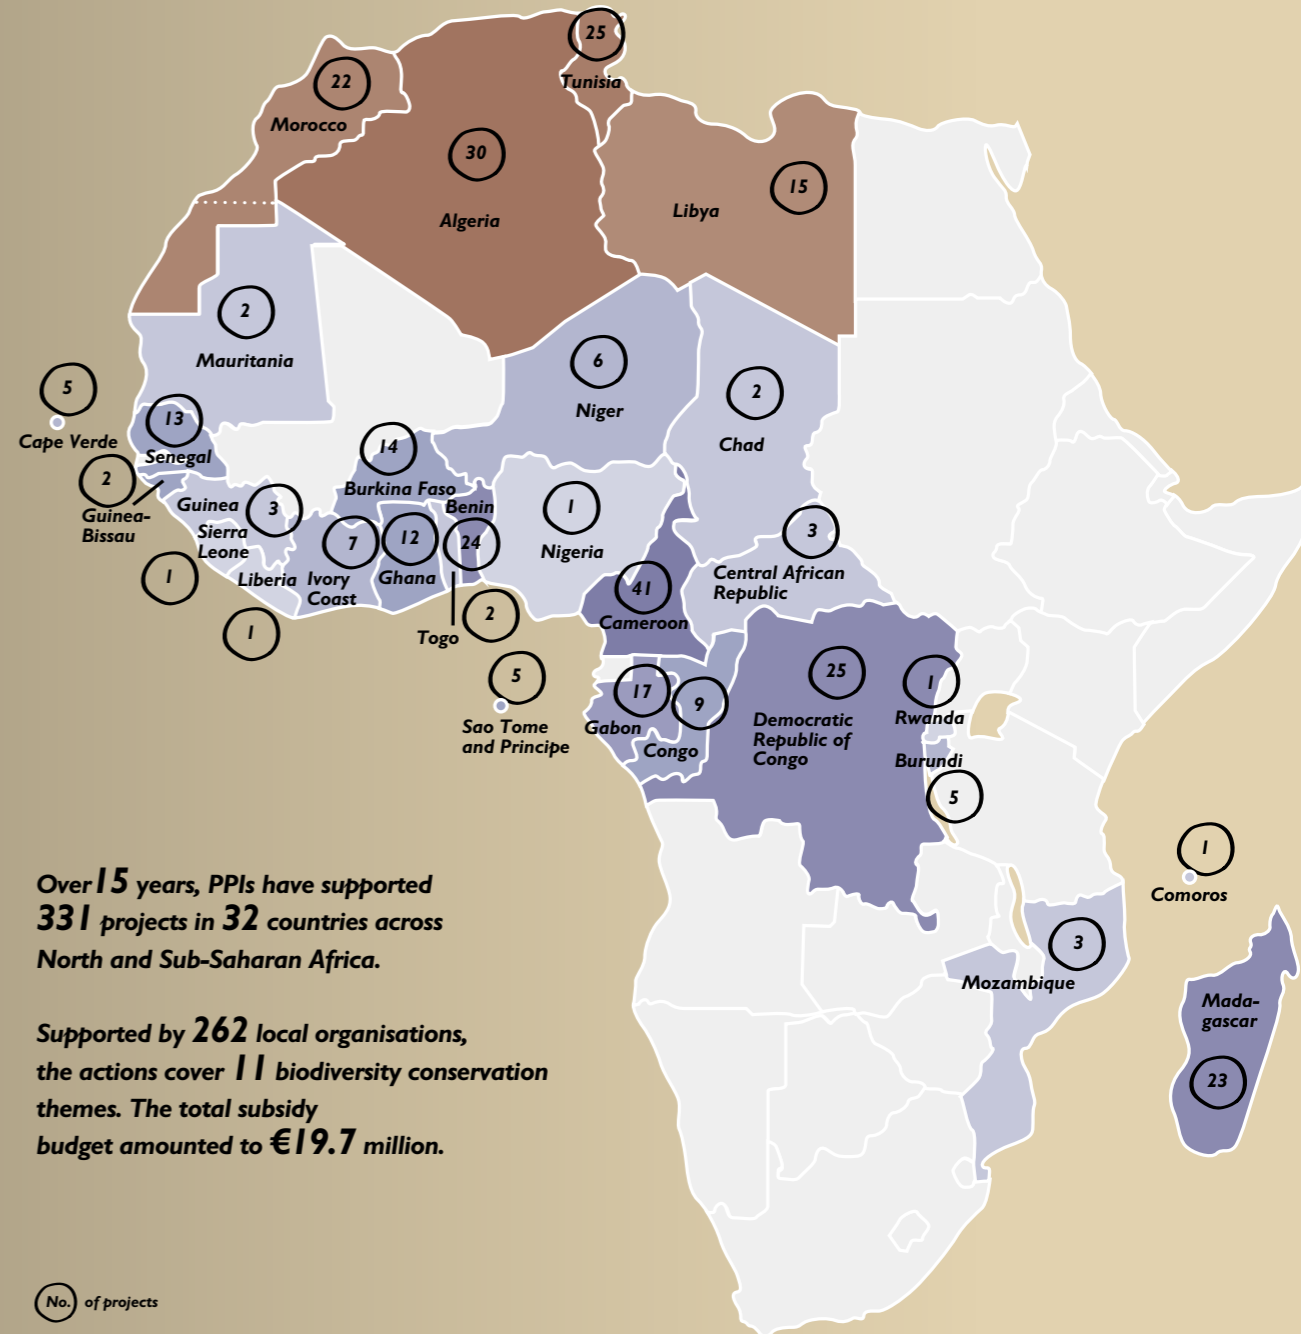 25
Tunisia
22
Morocco
30
Algeria
15
Libya
2
Mauritania
6
Niger
2
Chad
5
Cape Verde
13
Senegal
2
Guinea-
Bissau
14
Burkina Faso
Guinea
3
Sierra
Leone
1
Liberia
1
7
Ivory
Coast
12
Ghana
Benin
24
Togo
2
1
Nigeria
3
Central African
Republic
41
Cameroon
5
Sao Tome
and Principe
17
Gabon
9
Congo
25
Democratic
Republic of
Congo
1
Rwanda
Burundi
5
1
Comoros
3
Mozambique
Mada-
gascar
23
Over 15 years, PPIs have supported
331 projects in 32 countries across
North and Sub-Saharan Africa.
Supported by 262 local organisations,
the actions cover 11 biodiversity conservation
themes. The total subsidy
budget amounted to €19.7 million.
No. of projects